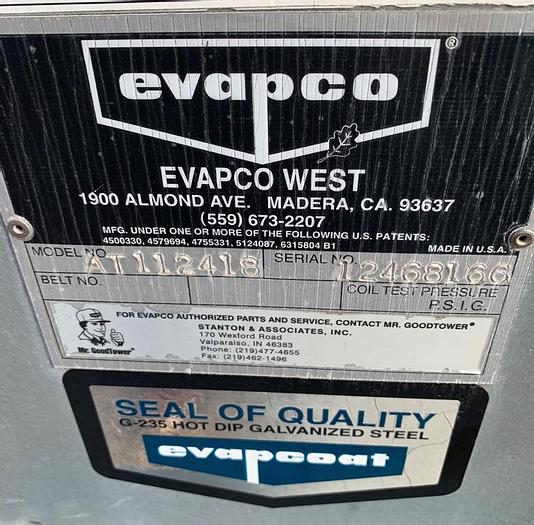 evapco®
EVAPCO WEST
1900 ALMOND AVE. MADERA, CA. 93637
(559) 673-2207
MFG. UNDER ONE OR MORE OF THE FOLLOWING U.S. PATENTS:
4500330, 4579694, 4755331, 5124087, 6315804 B1
MADE IN U.S.A.
MODEL NO. AT112418 SERIAL NO. 12468166
BELT NO. COIL TEST PRESSURE
P.S.I.G.
FOR EVAPCO AUTHORIZED PARTS AND SERVICE, CONTACT MR. GOODTOWER®
STANTON & ASSOCIATES, INC.
170 Wexford Road
Valparaiso, IN 46383
Phone: (219)477-4655
Fax: (219)462-1496
Mr. GoodTower®
SEAL OF QUALITY
G-235 HOT DIP GALVANIZED STEEL
evapcoat